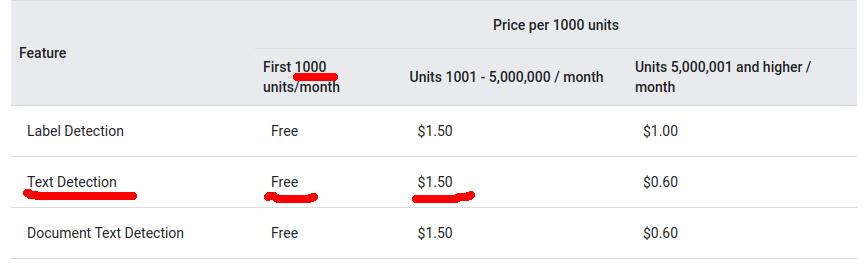 Price per 1000 units
Feature
First 1000 units/month
Units 1001 - 5,000,000 / month
Units 5,000,001 and higher / month
Label Detection Free $1.50 $1.00
Text Detection Free $1.50 $0.60
Document Text Detection Free $1.50 $0.60